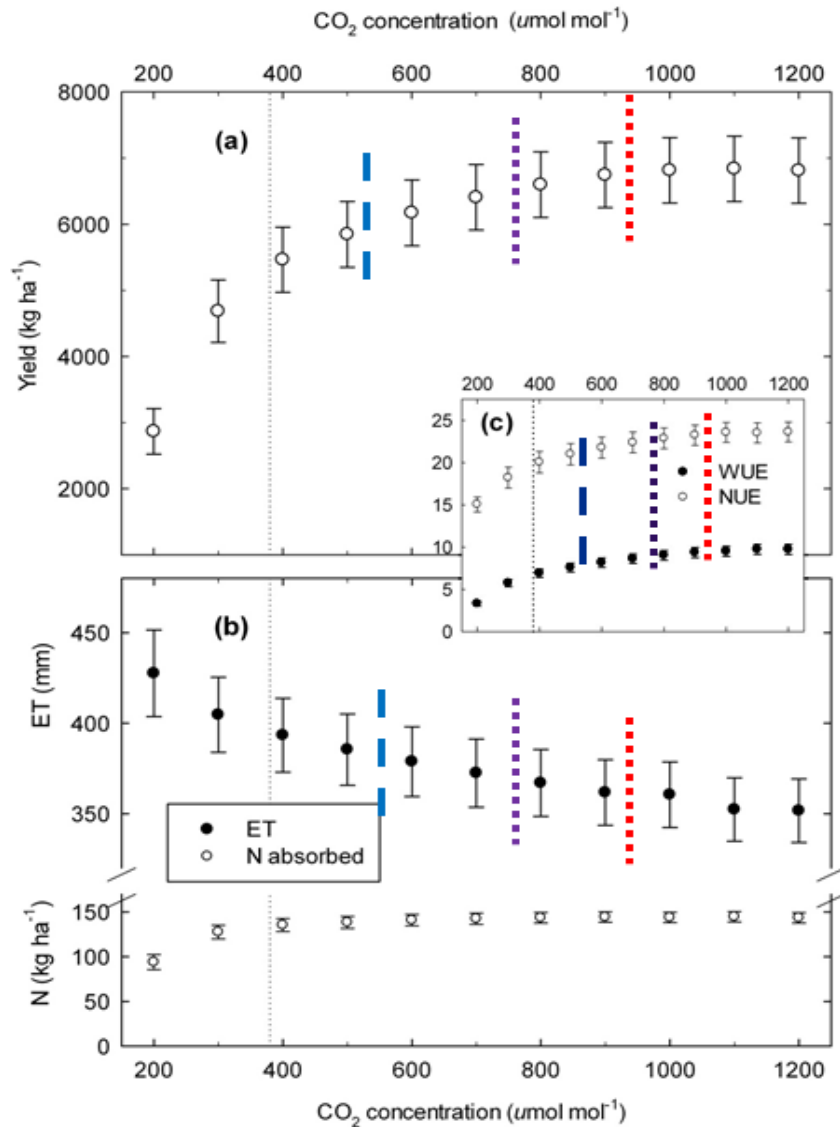 CO2 concentration (umol mol-1)
200 400 600 800 1000 1200
8000
(a)
6000
4000
2000
Yield (kg ha-1)
200 400 600 800 1000 1200
(c)
25
20
15
10
5
0
WUE
NUE
(b)
450
400
350
ET (mm)
ET
N absorbed
150
100
50
0
N (kg ha-1)
200 400 600 800 1000 1200
CO2 concentration (umol mol-1)